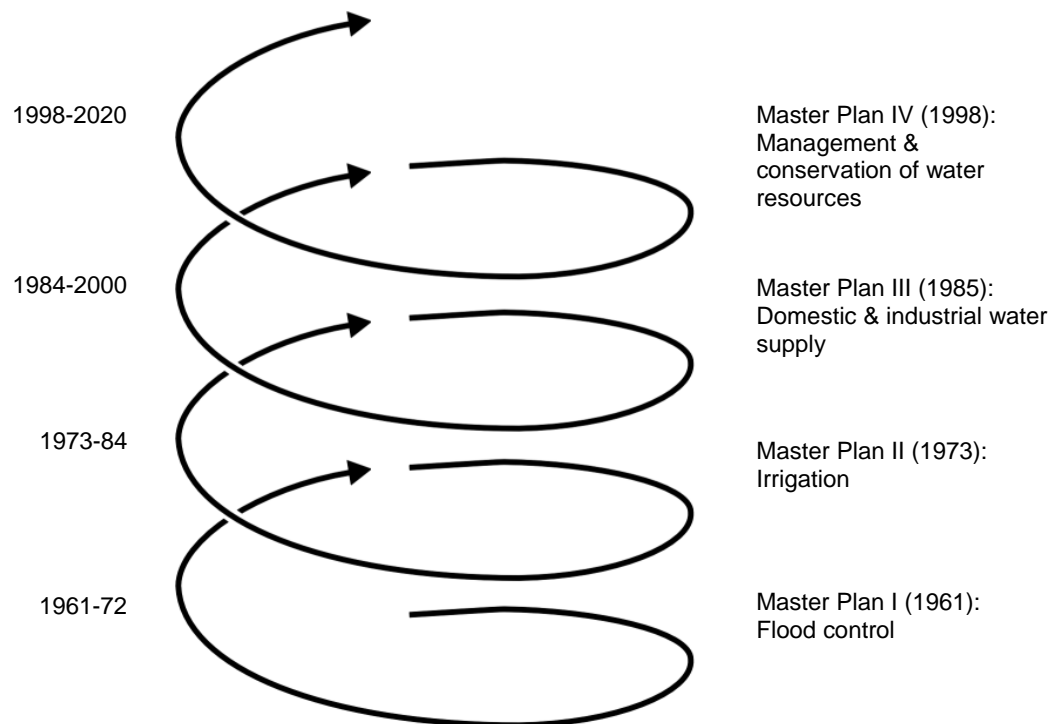 1998-2020
Master Plan IV (1998):
Management &
conservation of water
resources
1984-2000
Master Plan III (1985):
Domestic & industrial water
supply
1973-84
Master Plan II (1973):
Irrigation
1961-72
Master Plan I (1961):
Flood control